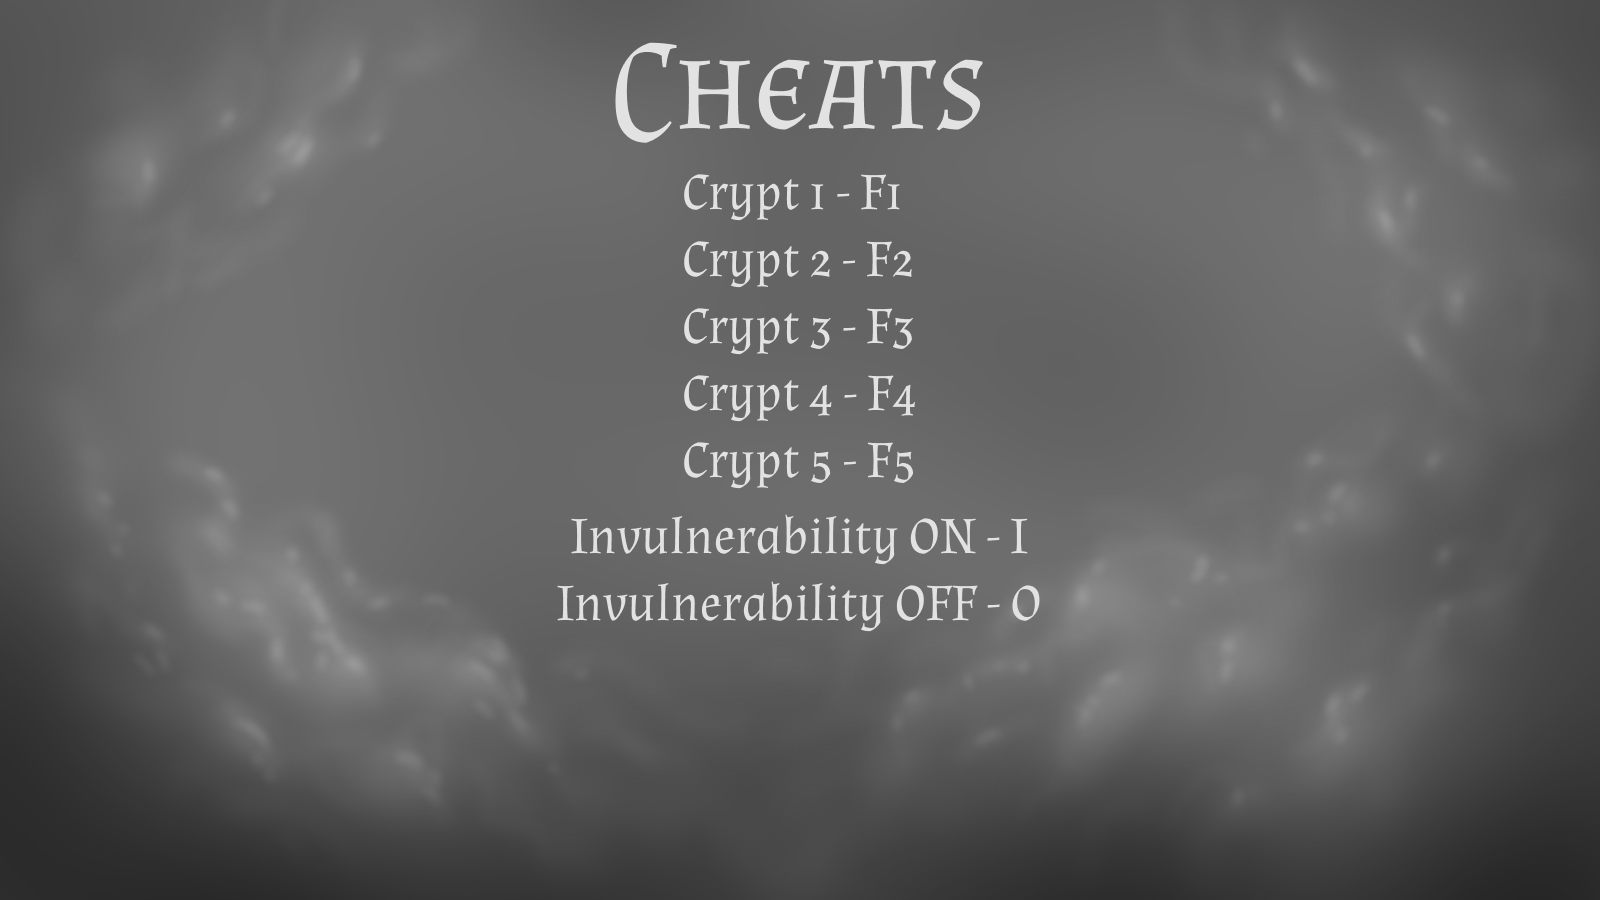 Cheats
Crypt 1 - F1
Crypt 2 - F2
Crypt 3 - F3
Crypt 4 - F4
Crypt 5 - F5
Invulnerability ON - I
Invulnerability OFF - O